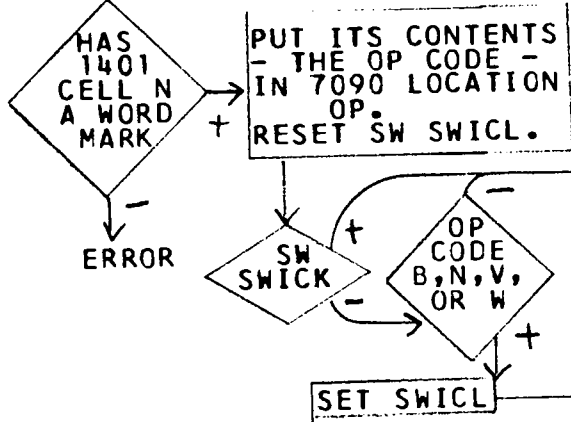 HAS
1401
CELL N
A WORD
MARK
+
-
ERROR
PUT ITS CONTENTS
- THE OP CODE -
IN 7090 LOCATION
OP.
RESET SW SWICL.
SW
SWICK
+
-
-
OP
CODE
B,N,V,
OR W
+
SET SWICL